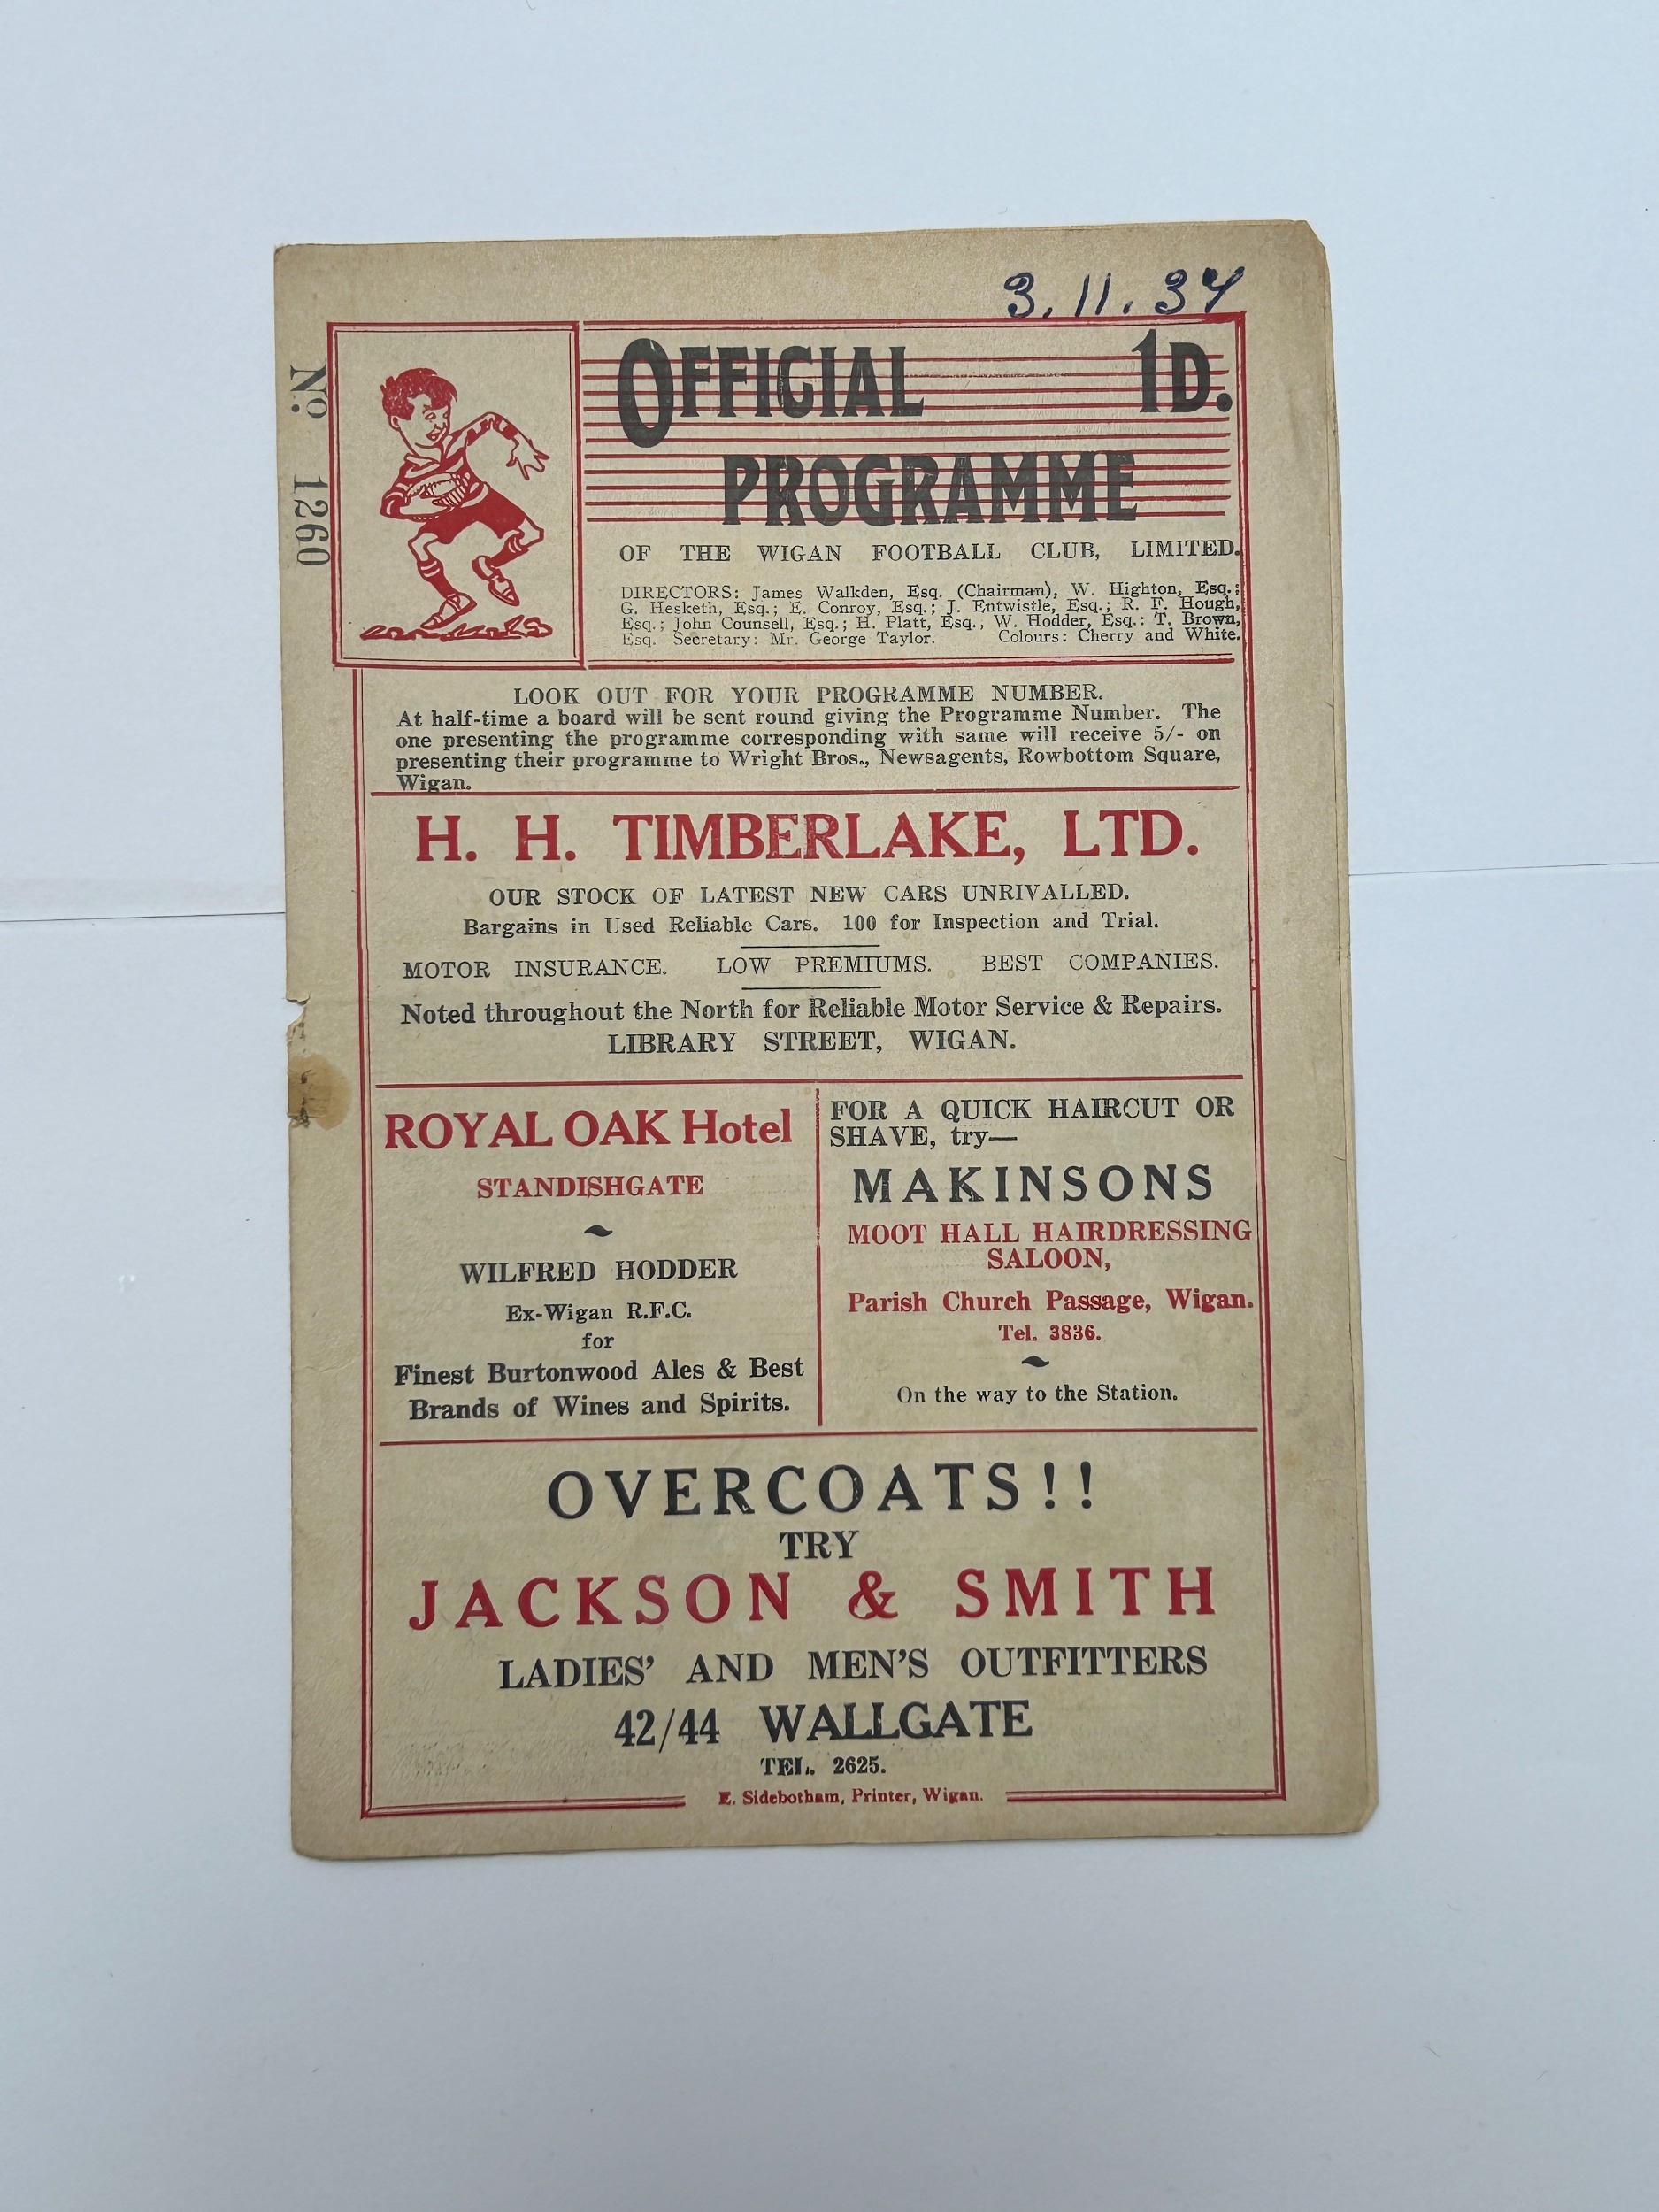 3.11.34
No. 1260
OFFICIAL 1D.
PROGRAMME
OF THE WIGAN FOOTBALL CLUB, LIMITED.
DIRECTORS: James Walkden, Esq. (Chairman), W. Highton, Esq.;
G. Hesketh, Esq.; E. Conroy, Esq.; J. Entwistle, Esq.; R. F. Hough,
Esq.; John Counsell, Esq.; H. Platt, Esq., W. Hodder, Esq.: T. Brown,
Esq. Secretary: Mr. George Taylor. Colours: Cherry and White.
LOOK OUT FOR YOUR PROGRAMME NUMBER.
At half-time a board will be sent round giving the Programme Number. The
one presenting the programme corresponding with same will receive 5/- on
presenting their programme to Wright Bros., Newsagents, Rowbottom Square,
Wigan.
H. H. TIMBERLAKE, LTD.
OUR STOCK OF LATEST NEW CARS UNRIVALLED.
Bargains in Used Reliable Cars. 100 for Inspection and Trial.
MOTOR INSURANCE. LOW PREMIUMS. BEST COMPANIES.
Noted throughout the North for Reliable Motor Service & Repairs.
LIBRARY STREET, WIGAN.
ROYAL OAK Hotel
STANDISHGATE
WILFRED HODDER
Ex-Wigan R.F.C.
for
Finest Burtonwood Ales & Best
Brands of Wines and Spirits.
FOR A QUICK HAIRCUT OR
SHAVE, try—
MAKINSONS
MOOT HALL HAIRDRESSING
SALOON,
Parish Church Passage, Wigan.
Tel. 3836.
On the way to the Station.
OVERCOATS!!
TRY
JACKSON & SMITH
LADIES' AND MEN'S OUTFITTERS
42/44 WALLGATE
TEL. 2625.
E. Sidebotham, Printer, Wigan.